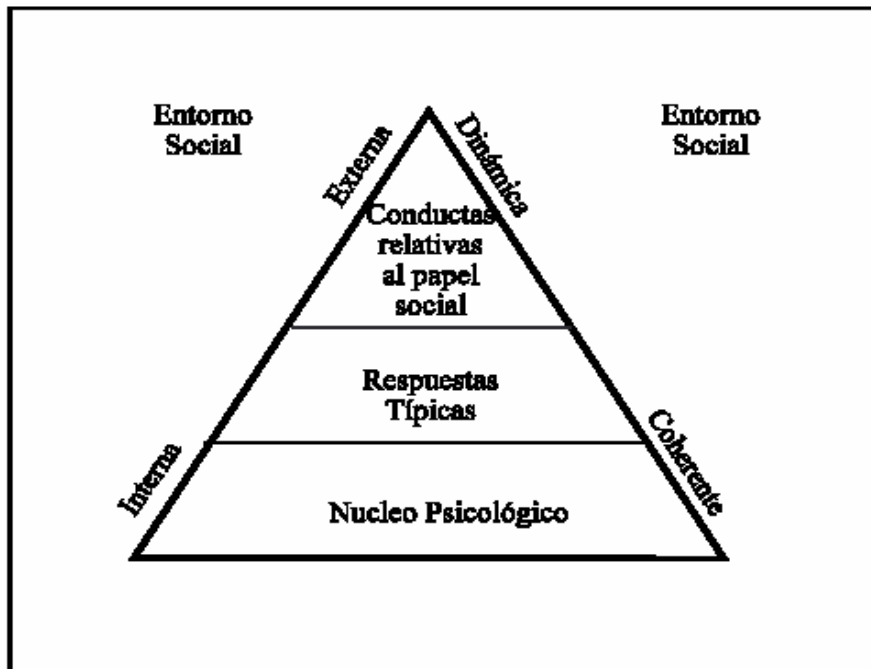 Entorno
Social
Entorno
Social
Externa
Dinámica
Conductas
relativas
al papel
social
Respuestas
Típicas
Interna
Coherente
Nucleo Psicológico